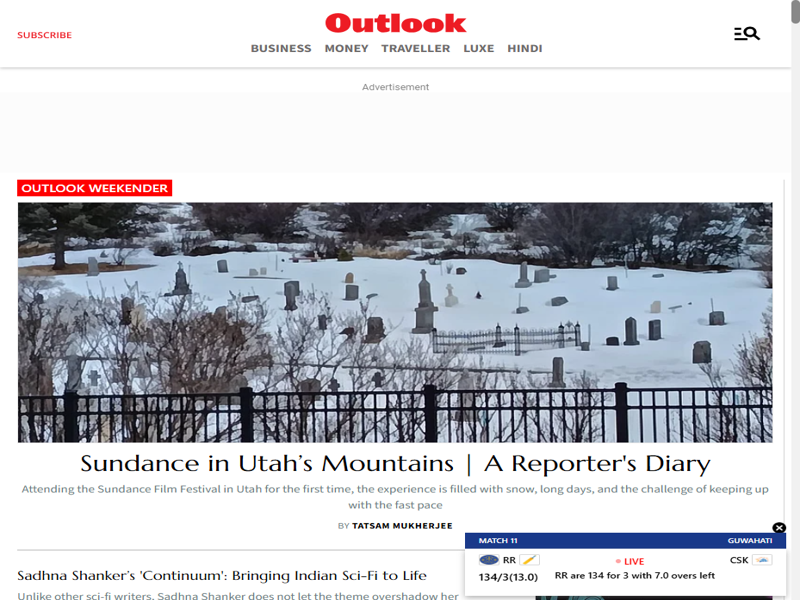 SUBSCRIBE
Outlook
BUSINESS MONEY TRAVELLER LUXE HINDI
Advertisement
OUTLOOK WEEKENDER
Sundance in Utah’s Mountains | A Reporter's Diary
Attending the Sundance Film Festival in Utah for the first time, the experience is filled with snow, long days, and the challenge of keeping up
with the fast pace
BY TATSAM MUKHERJEE
Sadhna Shanker’s 'Continuum': Bringing Indian Sci-Fi to Life
Unlike other sci-fi writers, Sadhna Shanker does not let the theme overshadow her
MATCH 11 GUWAHATI
RR LIVE CSK
134/3(13.0) RR are 134 for 3 with 7.0 overs left